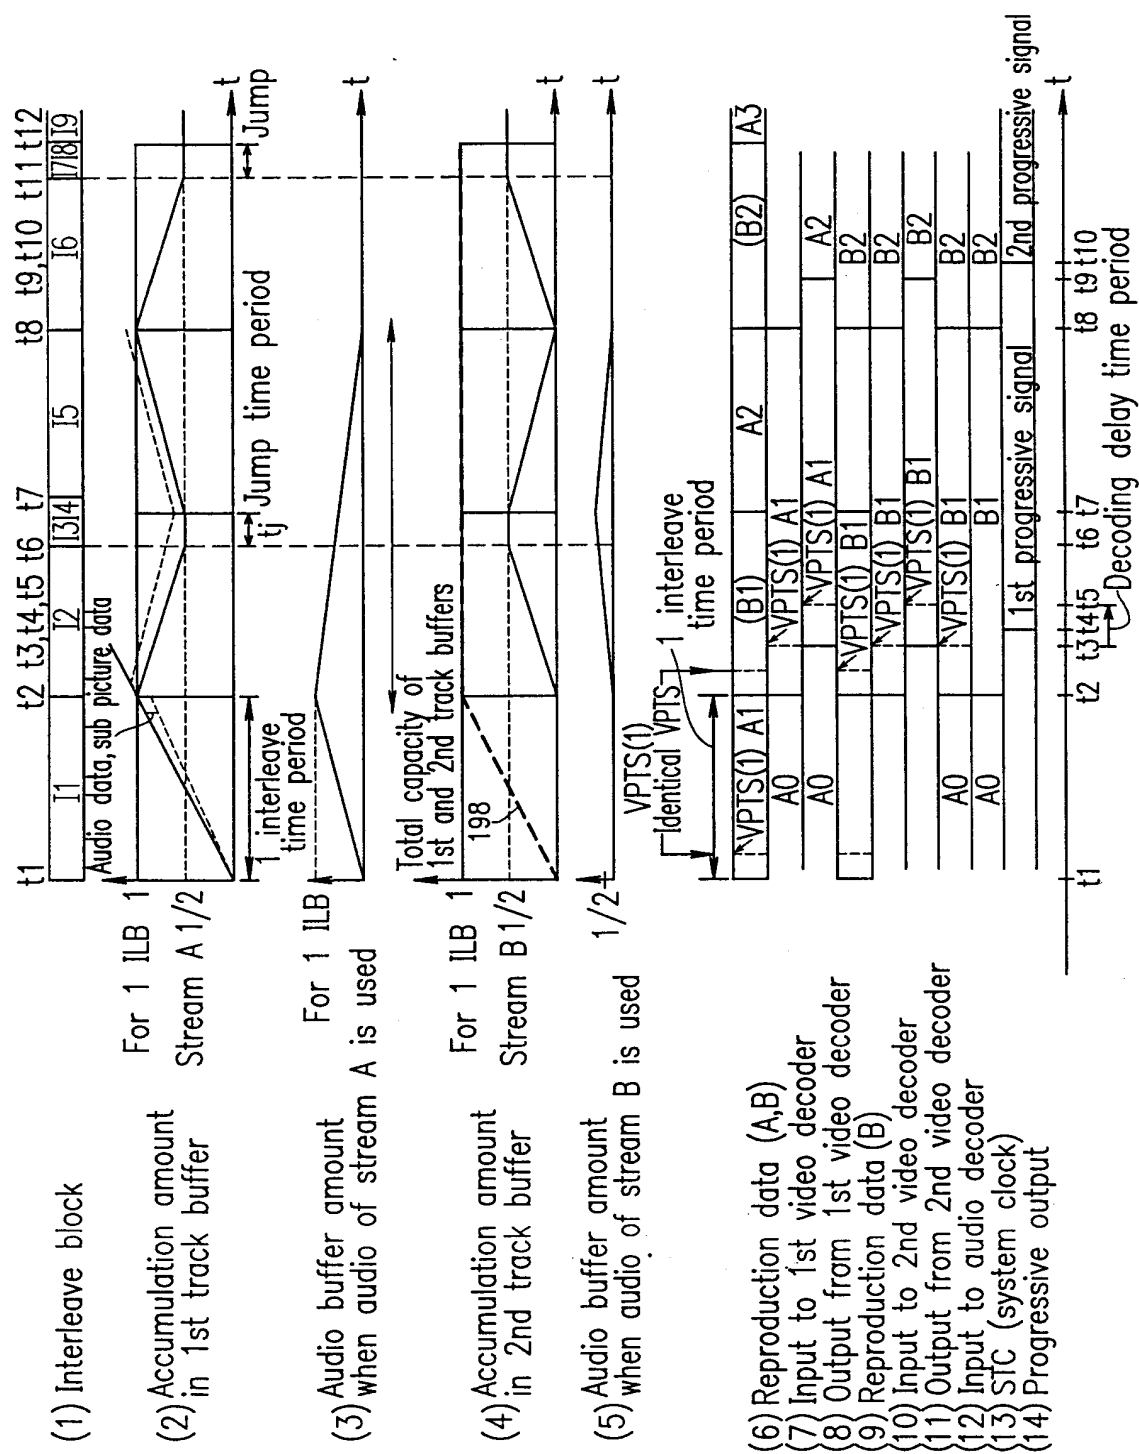 (1) Interleave block
t1 t2 t3,t4,t5 t6 t7 t8 t9,t10 t11 t12
I1 I2 I3I4 I5 I6 I7I8 I9
Audio data, sub picture data
(2) Accumulation amount
in 1st track buffer
For 1 ILB 1
Stream A 1/2
1 interleave
time period
tj
Jump time period
Jump
t
(3) Audio buffer amount
when audio of stream A is used
For 1 ILB
t
(4) Accumulation amount
in 2nd track buffer
Total capacity of
1st and 2nd track buffers
For 1 ILB 1
Stream B 1/2
198
t
(5) Audio buffer amount
when audio of stream B is used
1/2
t
VPTS(1)
Identical VPTS
1 interleave
time period
(6) Reproduction data (A,B)
(7) Input to 1st video decoder
(8) Output from 1st video decoder
(9) Reproduction data (B)
(10) Input to 2nd video decoder
(11) Output from 2nd video decoder
(12) Input to audio decoder
(13) STC (system clock)
(14) Progressive output
VPTS(1) A1 (B1) A2 (B2) A3
A0 VPTS(1) A1
A0 VPTS(1) A1 A2
VPTS(1) B1 B2
VPTS(1) B1 B2
VPTS(1) B1 B2
A0 VPTS(1) B1 B2
A0 B1 B2
1st progressive signal 2nd progressive signal
t1 t2 t3 t4 t5 t6 t7 t8 t9 t10 t
Decoding delay time period